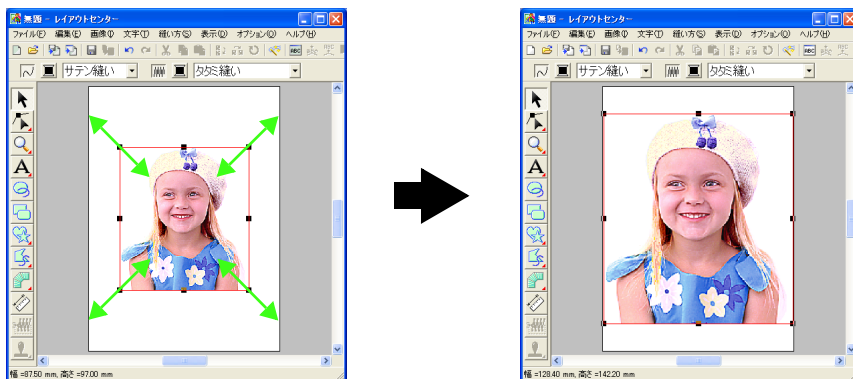 無題 - レイアウトセンター
ファイル(F) 編集(E) 画像(I) 文字(T) 縫い方(S) 表示(D) オプション(O) ヘルプ(H)
ABC
サテン縫い タタミ縫い
A
幅 =87.50 mm, 高さ =97.00 mm
無題 - レイアウトセンター
ファイル(F) 編集(E) 画像(I) 文字(T) 縫い方(S) 表示(D) オプション(O) ヘルプ(H)
ABC
サテン縫い タタミ縫い
A
幅 =128.40 mm, 高さ =142.20 mm